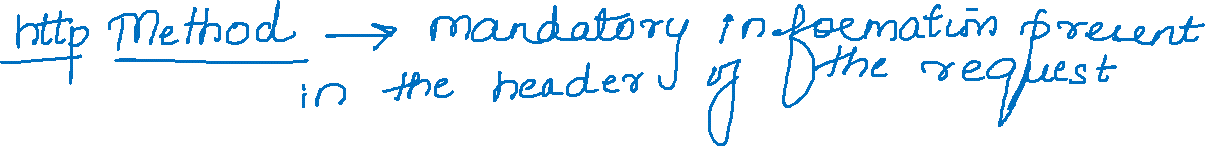 http Method → mandatory information present
in the header of the request